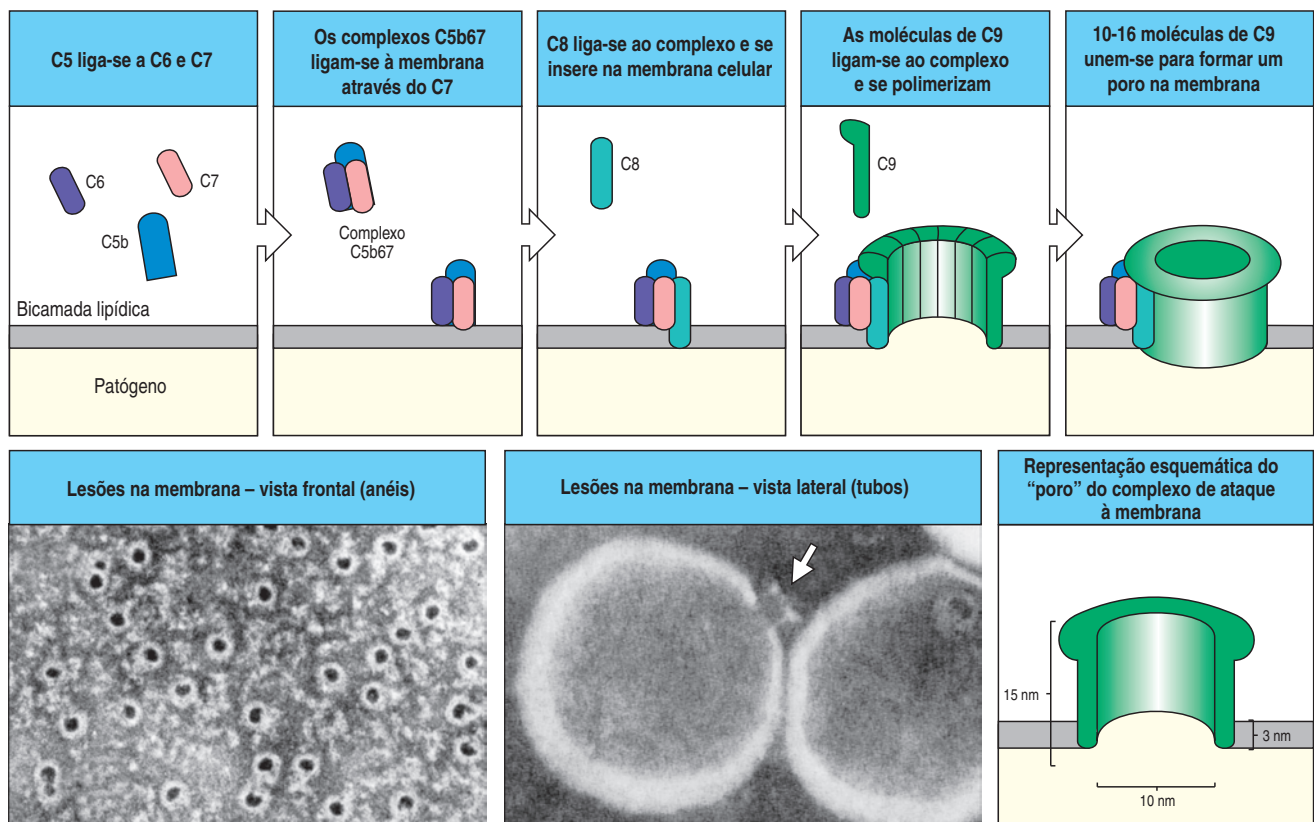 C5 liga-se a C6 e C7
Os complexos C5b67
ligam-se à membrana
através do C7
C8 liga-se ao complexo e se
insere na membrana celular
As moléculas de C9
ligam-se ao complexo
e se polimerizam
10-16 moléculas de C9
unem-se para formar um
poro na membrana
C6
C7
C5b
Bicamada lipídica
Patógeno
Complexo
C5b67
C8
C9
Lesões na membrana – vista frontal (anéis)
Lesões na membrana – vista lateral (tubos)
Representação esquemática do
“poro” do complexo de ataque
à membrana
15 nm
3 nm
10 nm